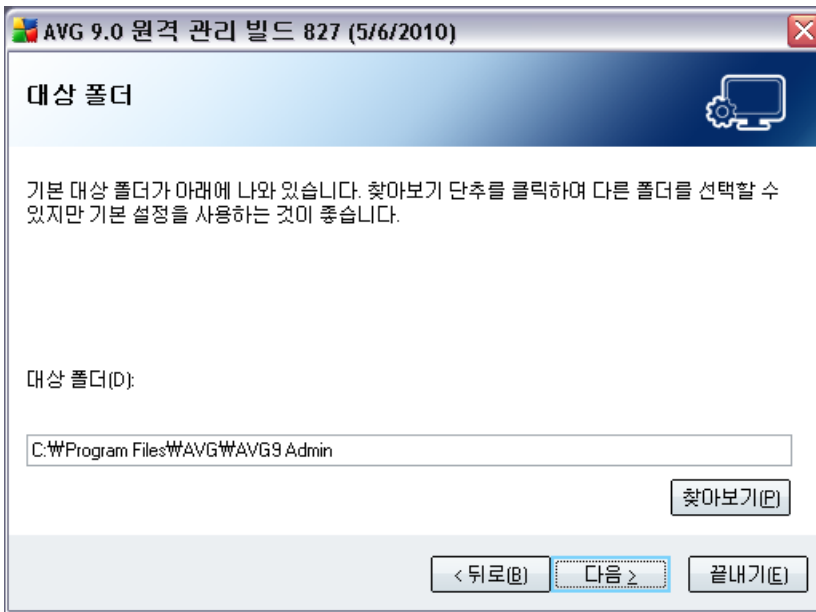 AVG 9.0 원격 관리 빌드 827 (5/6/2010)
대상 폴더
기본 대상 폴더가 아래에 나와 있습니다. 찾아보기 단추를 클릭하여 다른 폴더를 선택할 수
있지만 기본 설정을 사용하는 것이 좋습니다.
대상 폴더(D):
C:₩Program Files₩AVG₩AVG9 Admin
찾아보기(P)
< 뒤로(B) 다음 > 끝내기(E)